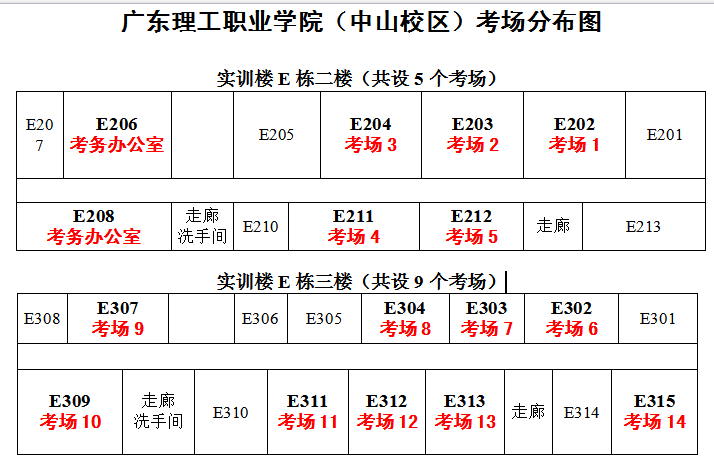 广东理工职业学院（中山校区）考场分布图
实训楼 E 栋二楼（共设 5 个考场）
E20
7
E206
考务办公室
E205
E204
考场 3
E203
考场 2
E202
考场 1
E201
E208
考务办公室
走廊
洗手间
E210
E211
考场 4
E212
考场 5
走廊
E213
实训楼 E 栋三楼（共设 9 个考场）
E308
E307
考场 9
E306
E305
E304
考场 8
E303
考场 7
E302
考场 6
E301
E309
考场 10
走廊
洗手间
E310
E311
考场 11
E312
考场 12
E313
考场 13
走廊
E314
E315
考场 14